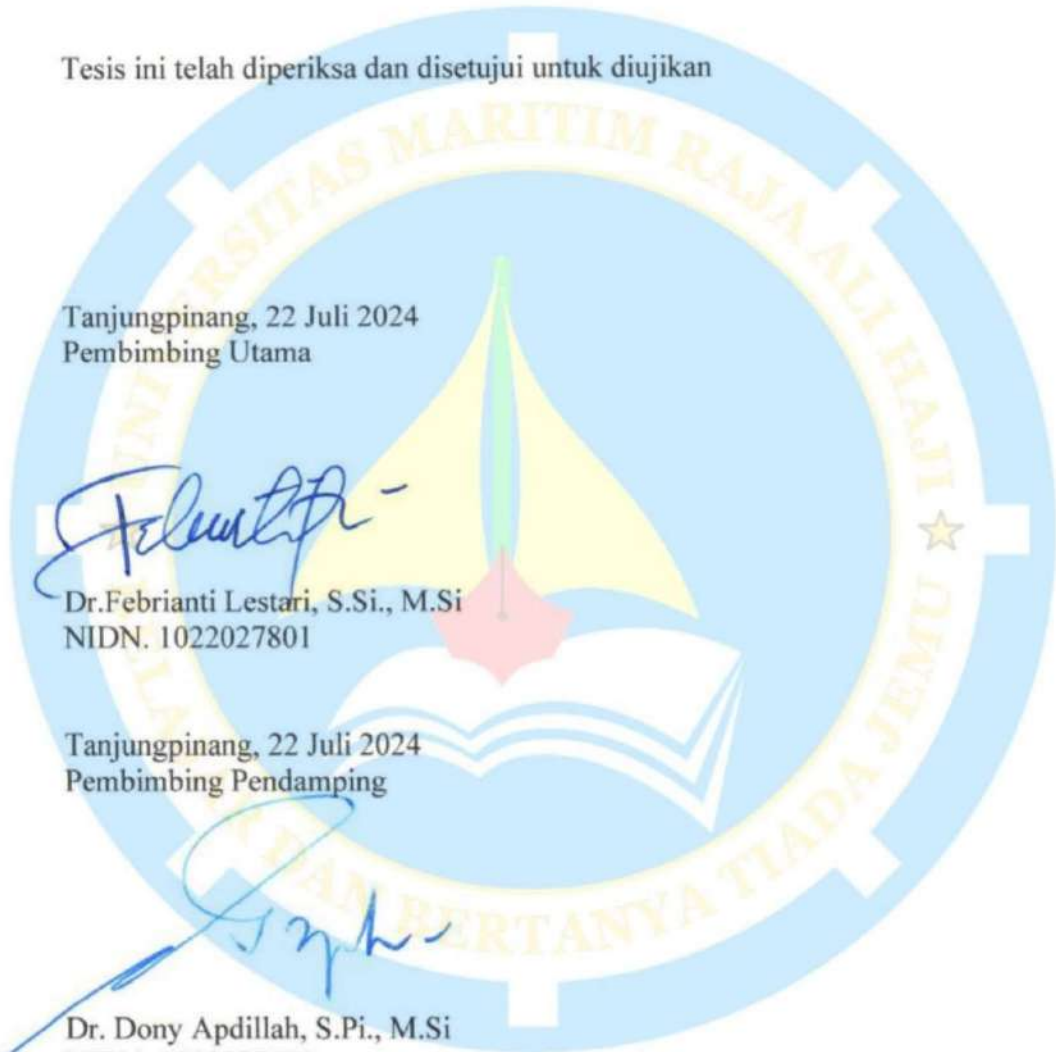 Tesis ini telah diperiksa dan disetujui untuk diujikan
UNIVERSITAS MARITIM RAJA ALI HAJI
DAN BERTANYA TIADA JEMU
Tanjungpinang, 22 Juli 2024
Pembimbing Utama
Dr.Febrianti Lestari, S.Si., M.Si
NIDN. 1022027801
Tanjungpinang, 22 Juli 2024
Pembimbing Pendamping
Dr. Dony Apdillah, S.Pi., M.Si